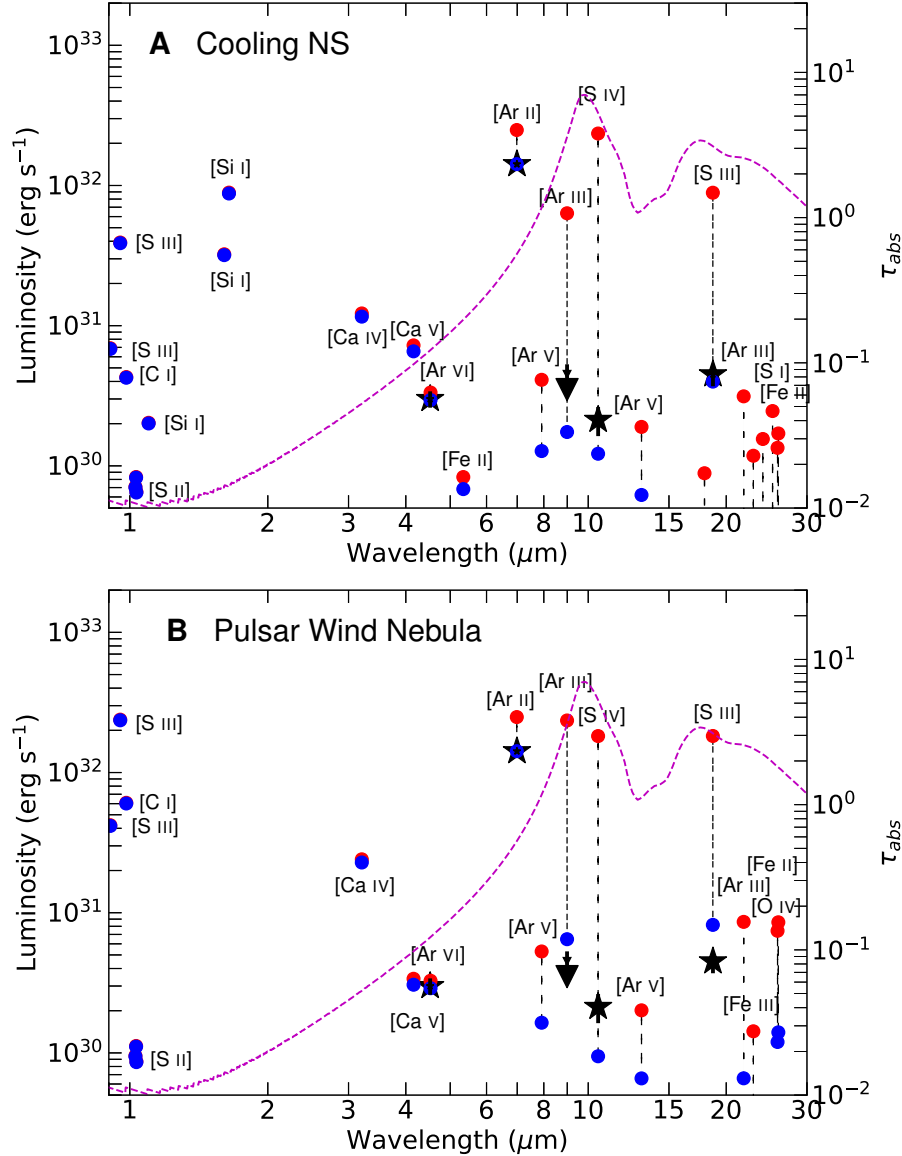 A Cooling NS
10³³
10³²
10³¹
10³⁰
Luminosity (erg s⁻¹)
10¹
10⁰
10⁻¹
10⁻²
τabs
[Ar II]
[S IV]
[Si I]
[S III]
[Ar III]
[S III]
[Si I]
[Ca IV]
[Ca V]
[S III]
[Ar V]
[Ar III]
[C I]
[Ar VI]
[S I]
[Fe II]
[Si I]
[Ar V]
[Fe II]
[S II]
1 2 3 4 6 8 10 20 30
Wavelength (μm)
B Pulsar Wind Nebula
10³³
10³²
10³¹
10³⁰
Luminosity (erg s⁻¹)
10¹
10⁰
10⁻¹
10⁻²
τabs
[Ar III]
[Ar II]
[S III]
[S IV]
[S III]
[C I]
[S III]
[Fe II]
[Ca IV]
[Ar III]
[O IV]
[Ar V]
[Ar VI]
[Ar V]
[Ca V]
[Fe III]
[S II]
1 2 3 4 6 8 10 20 30
Wavelength (μm)